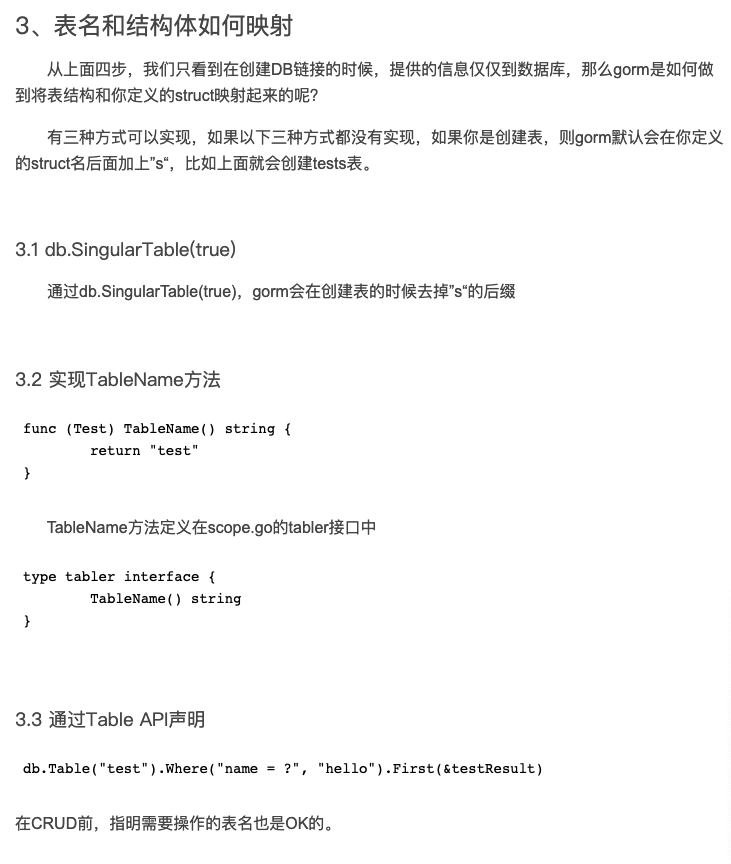 3、表名和结构体如何映射
从上面四步，我们只看到在创建DB链接的时候，提供的信息仅仅到数据库，那么gorm是如何做
到将表结构和你定义的struct映射起来的呢?
有三种方式可以实现，如果以下三种方式都没有实现，如果你是创建表，则gorm默认会在你定义
的struct名后面加上”s“，比如上面就会创建tests表。
3.1 db.SingularTable(true)
通过db.SingularTable(true)，gorm会在创建表的时候去掉”s“的后缀
3.2 实现TableName方法
func (Test) TableName() string {
return "test"
}
TableName方法定义在scope.go的tabler接口中
type tabler interface {
TableName() string
}
3.3 通过Table API声明
db.Table("test").Where("name = ?", "hello").First(&testResult)
在CRUD前，指明需要操作的表名也是OK的。